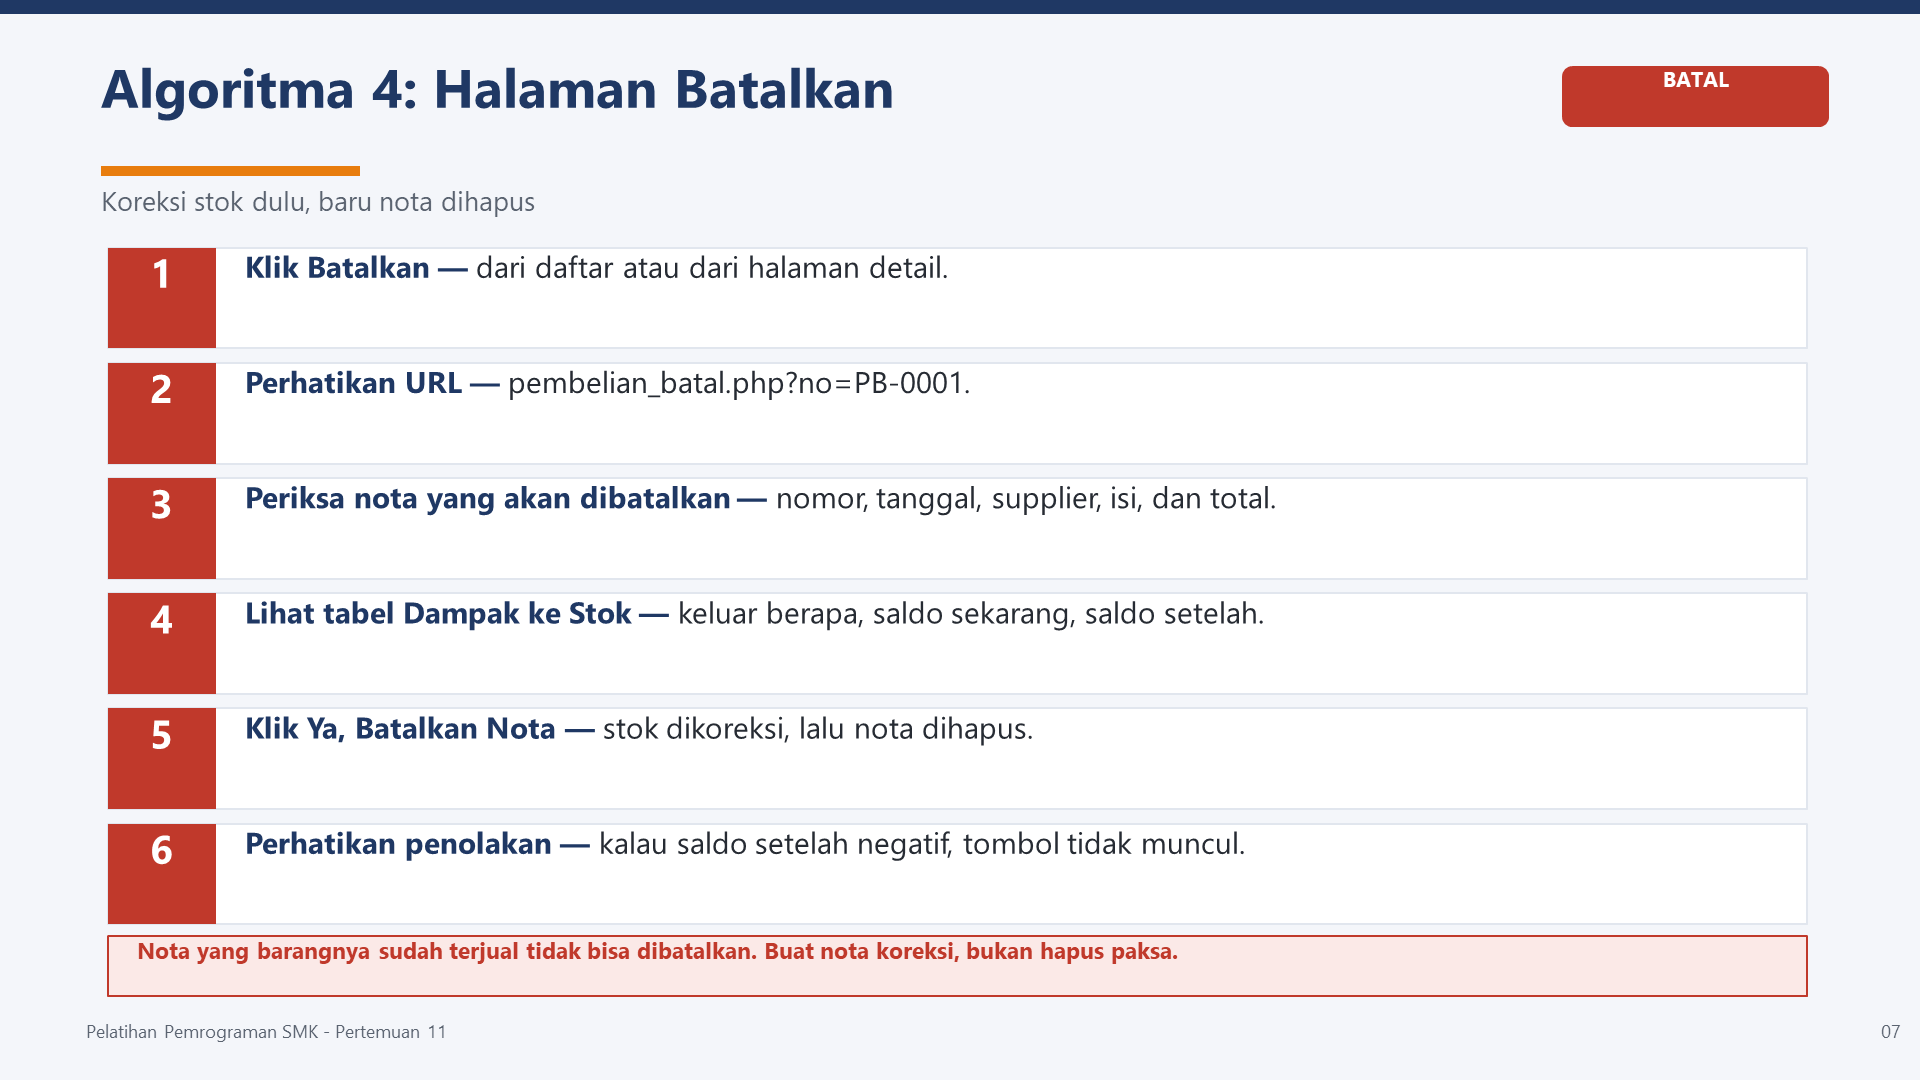 Algoritma 4: Halaman Batalkan
BATAL
Koreksi stok dulu, baru nota dihapus
1
Klik Batalkan — dari daftar atau dari halaman detail.
2
Perhatikan URL — pembelian_batal.php?no=PB-0001.
3
Periksa nota yang akan dibatalkan — nomor, tanggal, supplier, isi, dan total.
4
Lihat tabel Dampak ke Stok — keluar berapa, saldo sekarang, saldo setelah.
5
Klik Ya, Batalkan Nota — stok dikoreksi, lalu nota dihapus.
6
Perhatikan penolakan — kalau saldo setelah negatif, tombol tidak muncul.
Nota yang barangnya sudah terjual tidak bisa dibatalkan. Buat nota koreksi, bukan hapus paksa.
Pelatihan Pemrograman SMK - Pertemuan 11
07